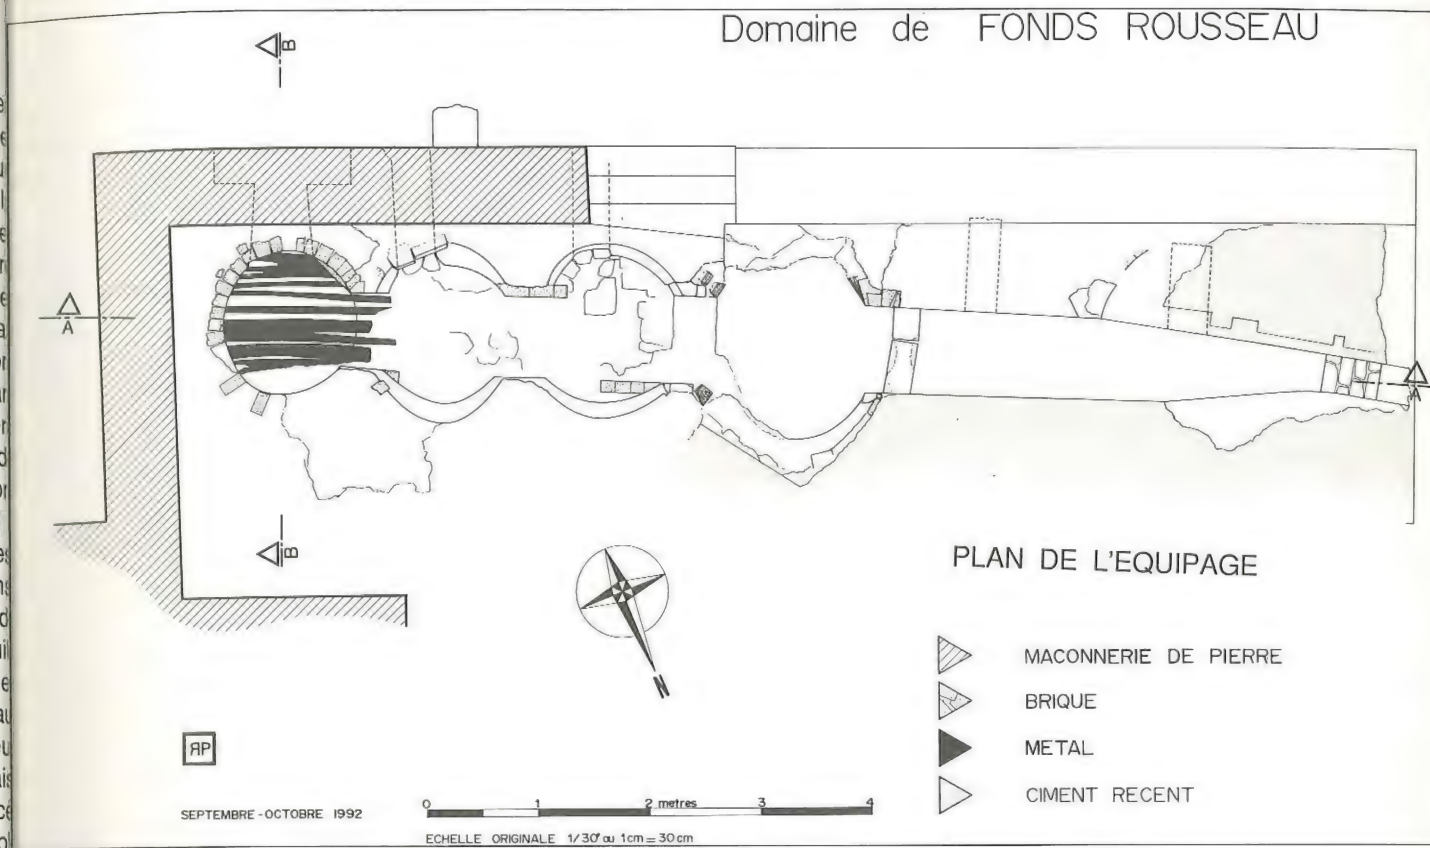 Domaine de FONDS ROUSSEAU
B
A
A
B
N
PLAN DE L'EQUIPAGE
MACONNERIE DE PIERRE
BRIQUE
METAL
CIMENT RECENT
RP
SEPTEMBRE-OCTOBRE 1992
0 1 2 metres 3 4
ECHELLE ORIGINALE 1/30° ou 1cm = 30cm